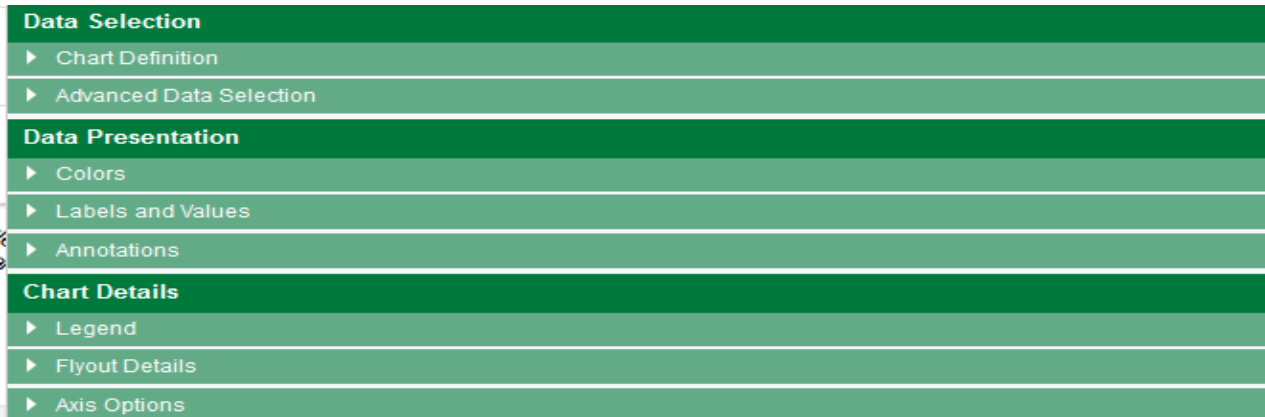 Data Selection
Chart Definition
Advanced Data Selection
Data Presentation
Colors
Labels and Values
Annotations
Chart Details
Legend
Flyout Details
Axis Options